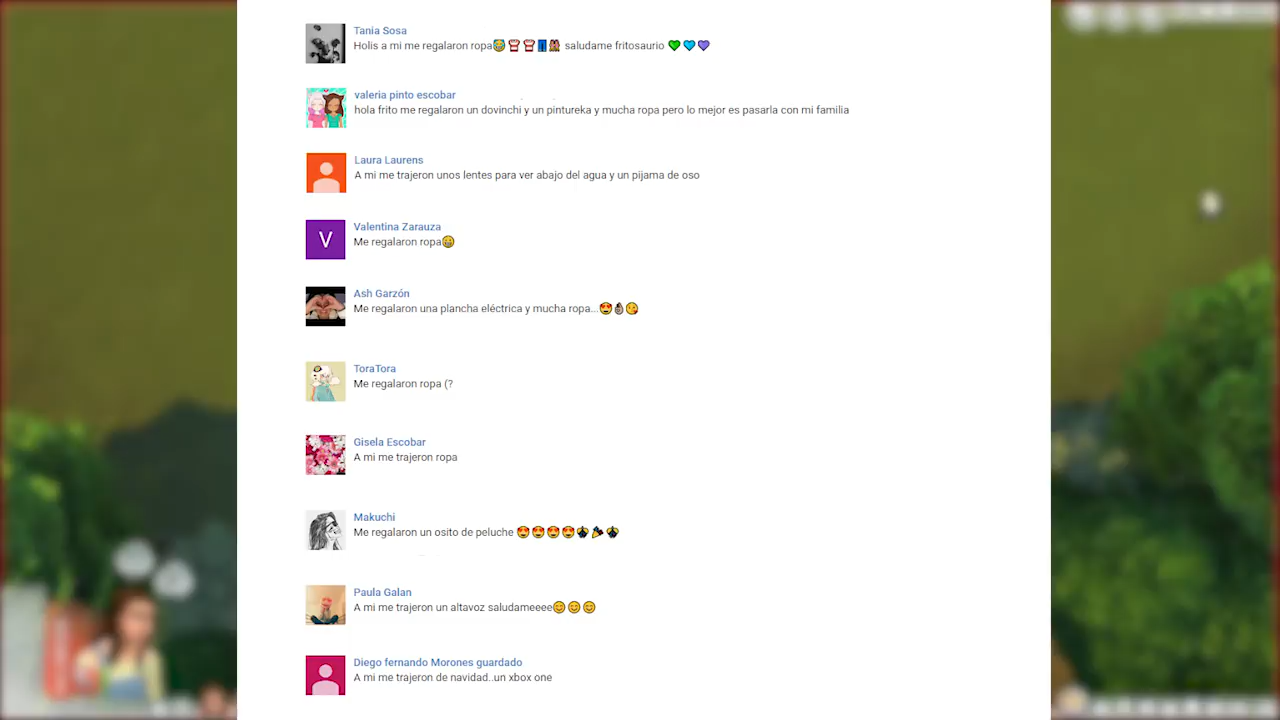 Tania Sosa
Holis a mi me regalaron ropa😅👚👚👖👭 saludame fritosaurio 💚💙💜
valeria pinto escobar
hola frito me regalaron un dovinchi y un pintureka y mucha ropa pero lo mejor es pasarla con mi familia
Laura Laurens
A mi me trajeron unos lentes para ver abajo del agua y un pijama de oso
V
Valentina Zarauza
Me regalaron ropa😄
Ash Garzón
Me regalaron una plancha eléctrica y mucha ropa...😍👌😘
ToraTora
Me regalaron ropa (?
Gisela Escobar
A mi me trajeron ropa
Makuchi
Me regalaron un osito de peluche 😍😍😍😍
Paula Galan
A mi me trajeron un altavoz saludameeee😊😊😊
Diego fernando Morones guardado
A mi me trajeron de navidad..un xbox one